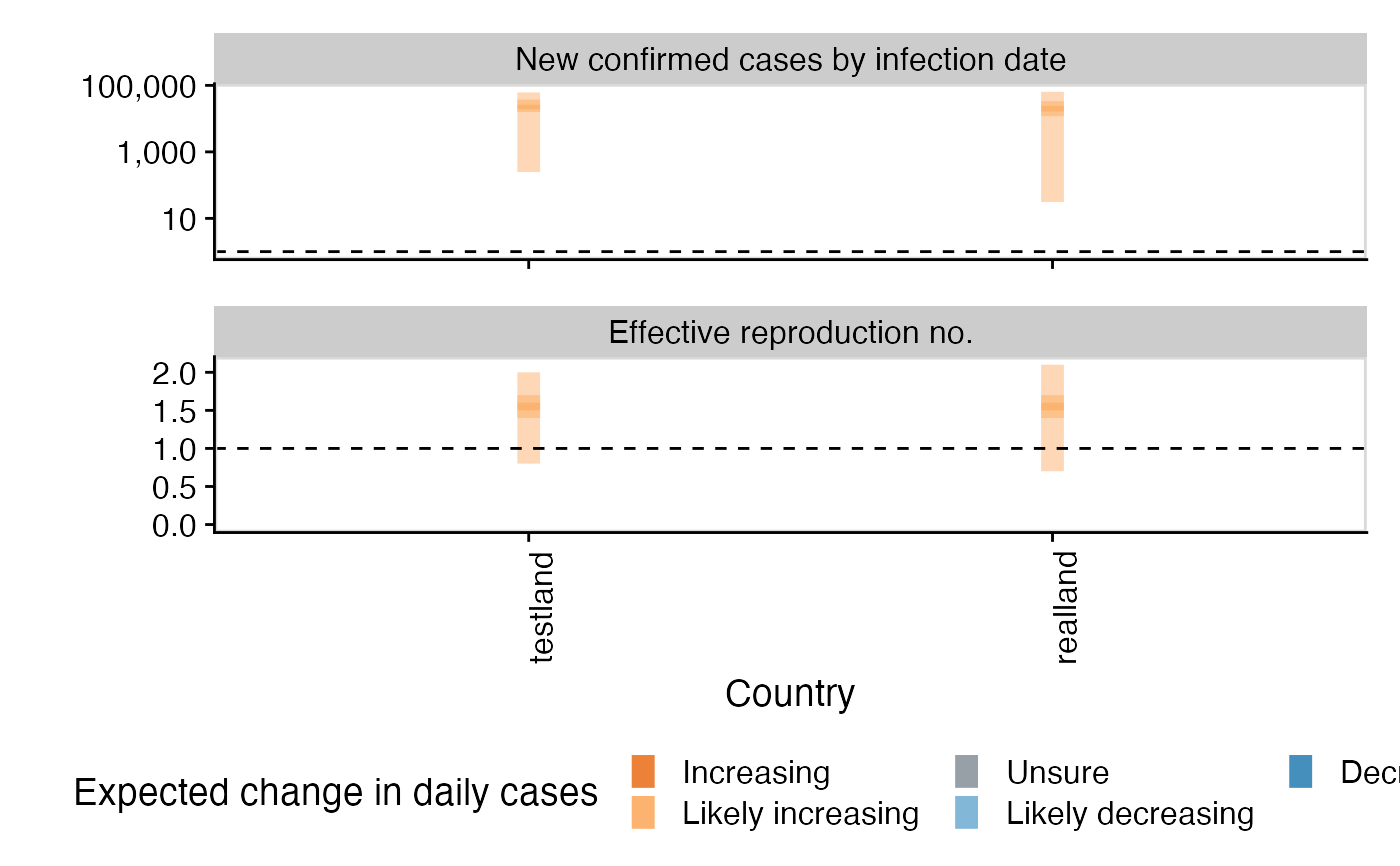 New confirmed cases by infection date
100,000
1,000
10
Effective reproduction no.
2.0
1.5
1.0
0.5
0.0
testland
realland
Country
Expected change in daily cases
Increasing
Unsure
Decr
Likely increasing
Likely decreasing